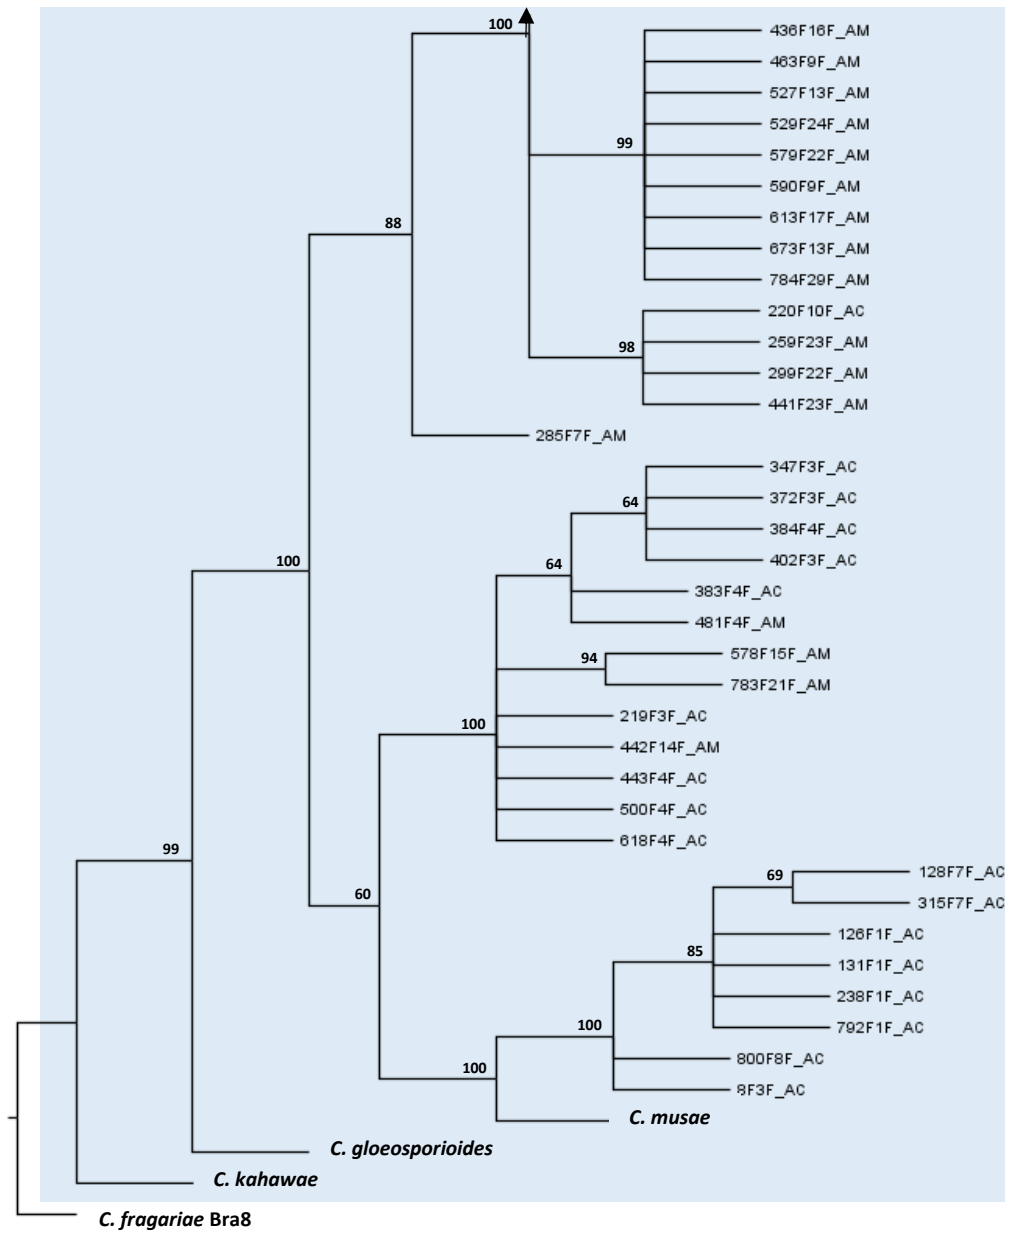 100
436F16F_AM
463F9F_AM
527F13F_AM
529F24F_AM
99
579F22F_AM
590F9F_AM
613F17F_AM
88
673F13F_AM
784F29F_AM
220F10F_AC
259F23F_AM
98
299F22F_AM
441F23F_AM
285F7F_AM
347F3F_AC
372F3F_AC
64
384F4F_AC
402F3F_AC
100
64
383F4F_AC
481F4F_AM
578F15F_AM
94
783F21F_AM
219F3F_AC
100
442F14F_AM
443F4F_AC
500F4F_AC
618F4F_AC
99
128F7F_AC
69
315F7F_AC
60
126F1F_AC
85
131F1F_AC
238F1F_AC
792F1F_AC
100
800F8F_AC
100
8F3F_AC
C. musae
C. gloeosporioides
C. kahawae
C. fragariae Bra8